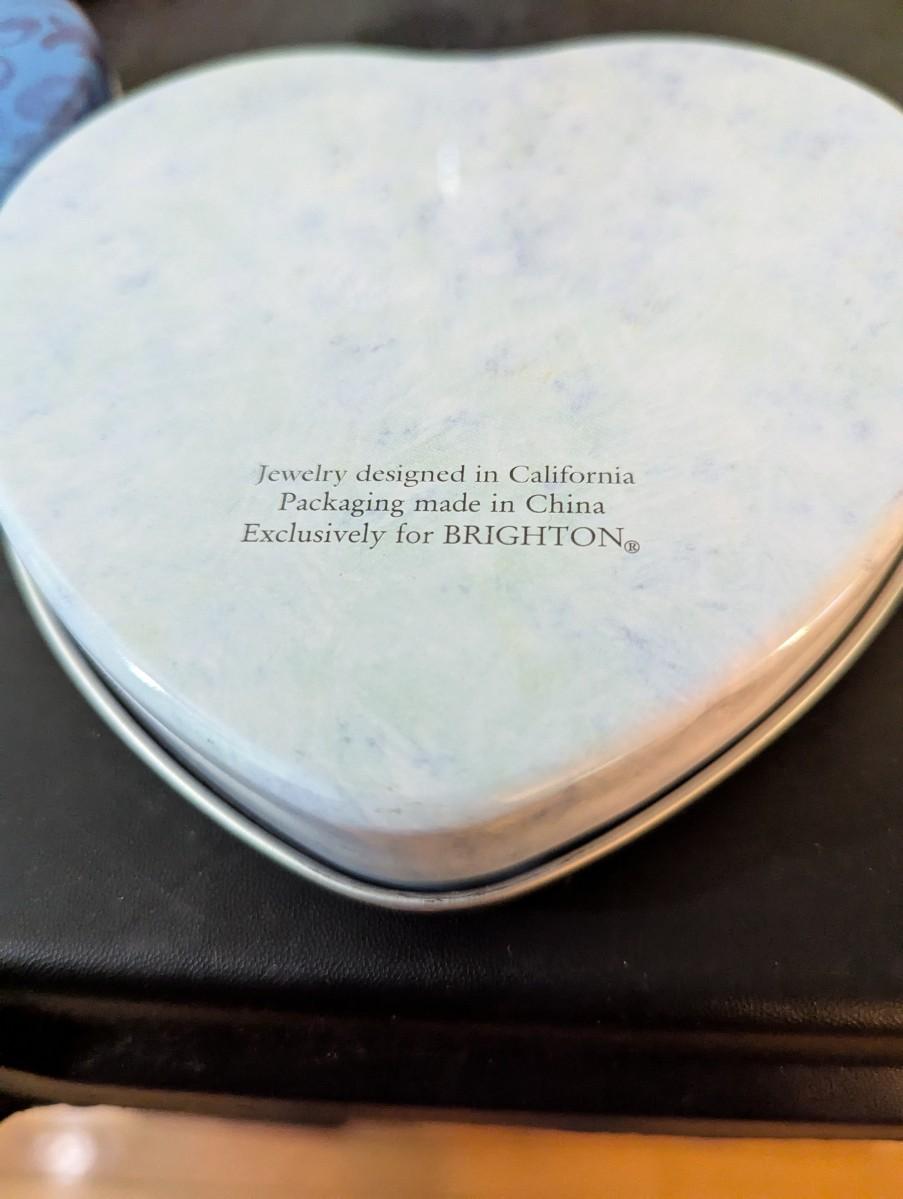 Jewelry designed in California
Packaging made in China
Exclusively for BRIGHTON®